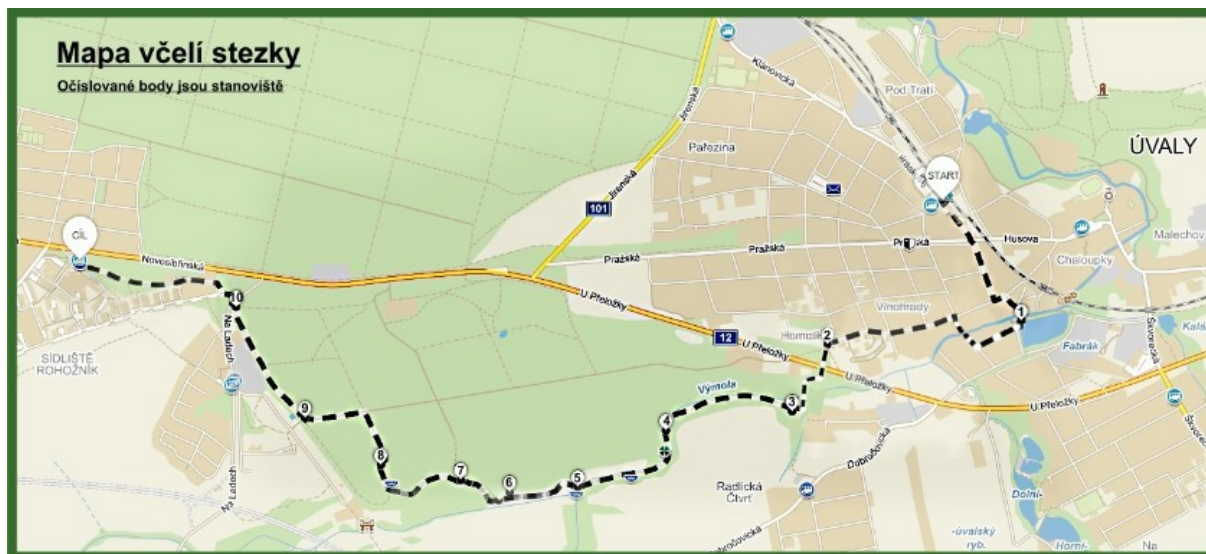 Mapa včelí stezky
Očíslované body jsou stanoviště
Klánovická
Pod Tratí
Jirenská
Pařezina
ÚVALY
START
Jirenská
101
Husova
Malechov
Pražská
Pražská
Chaloupky
CÍL
Novosibřinská
U Přeložky
Vinohrady
1
10
12
2
Fabrák
Škvorecká
Na Ladech
U Přeložky
SÍDLIŠTĚ
ROHOŽNÍK
Výmola
U Přeložky
U Přeložky
9
4
3
8
Dobročovická
7
6
5
Radlická
Čtvrť
Dolní-
Na Ladech
-úvalský
ryb.
Horní-
Na